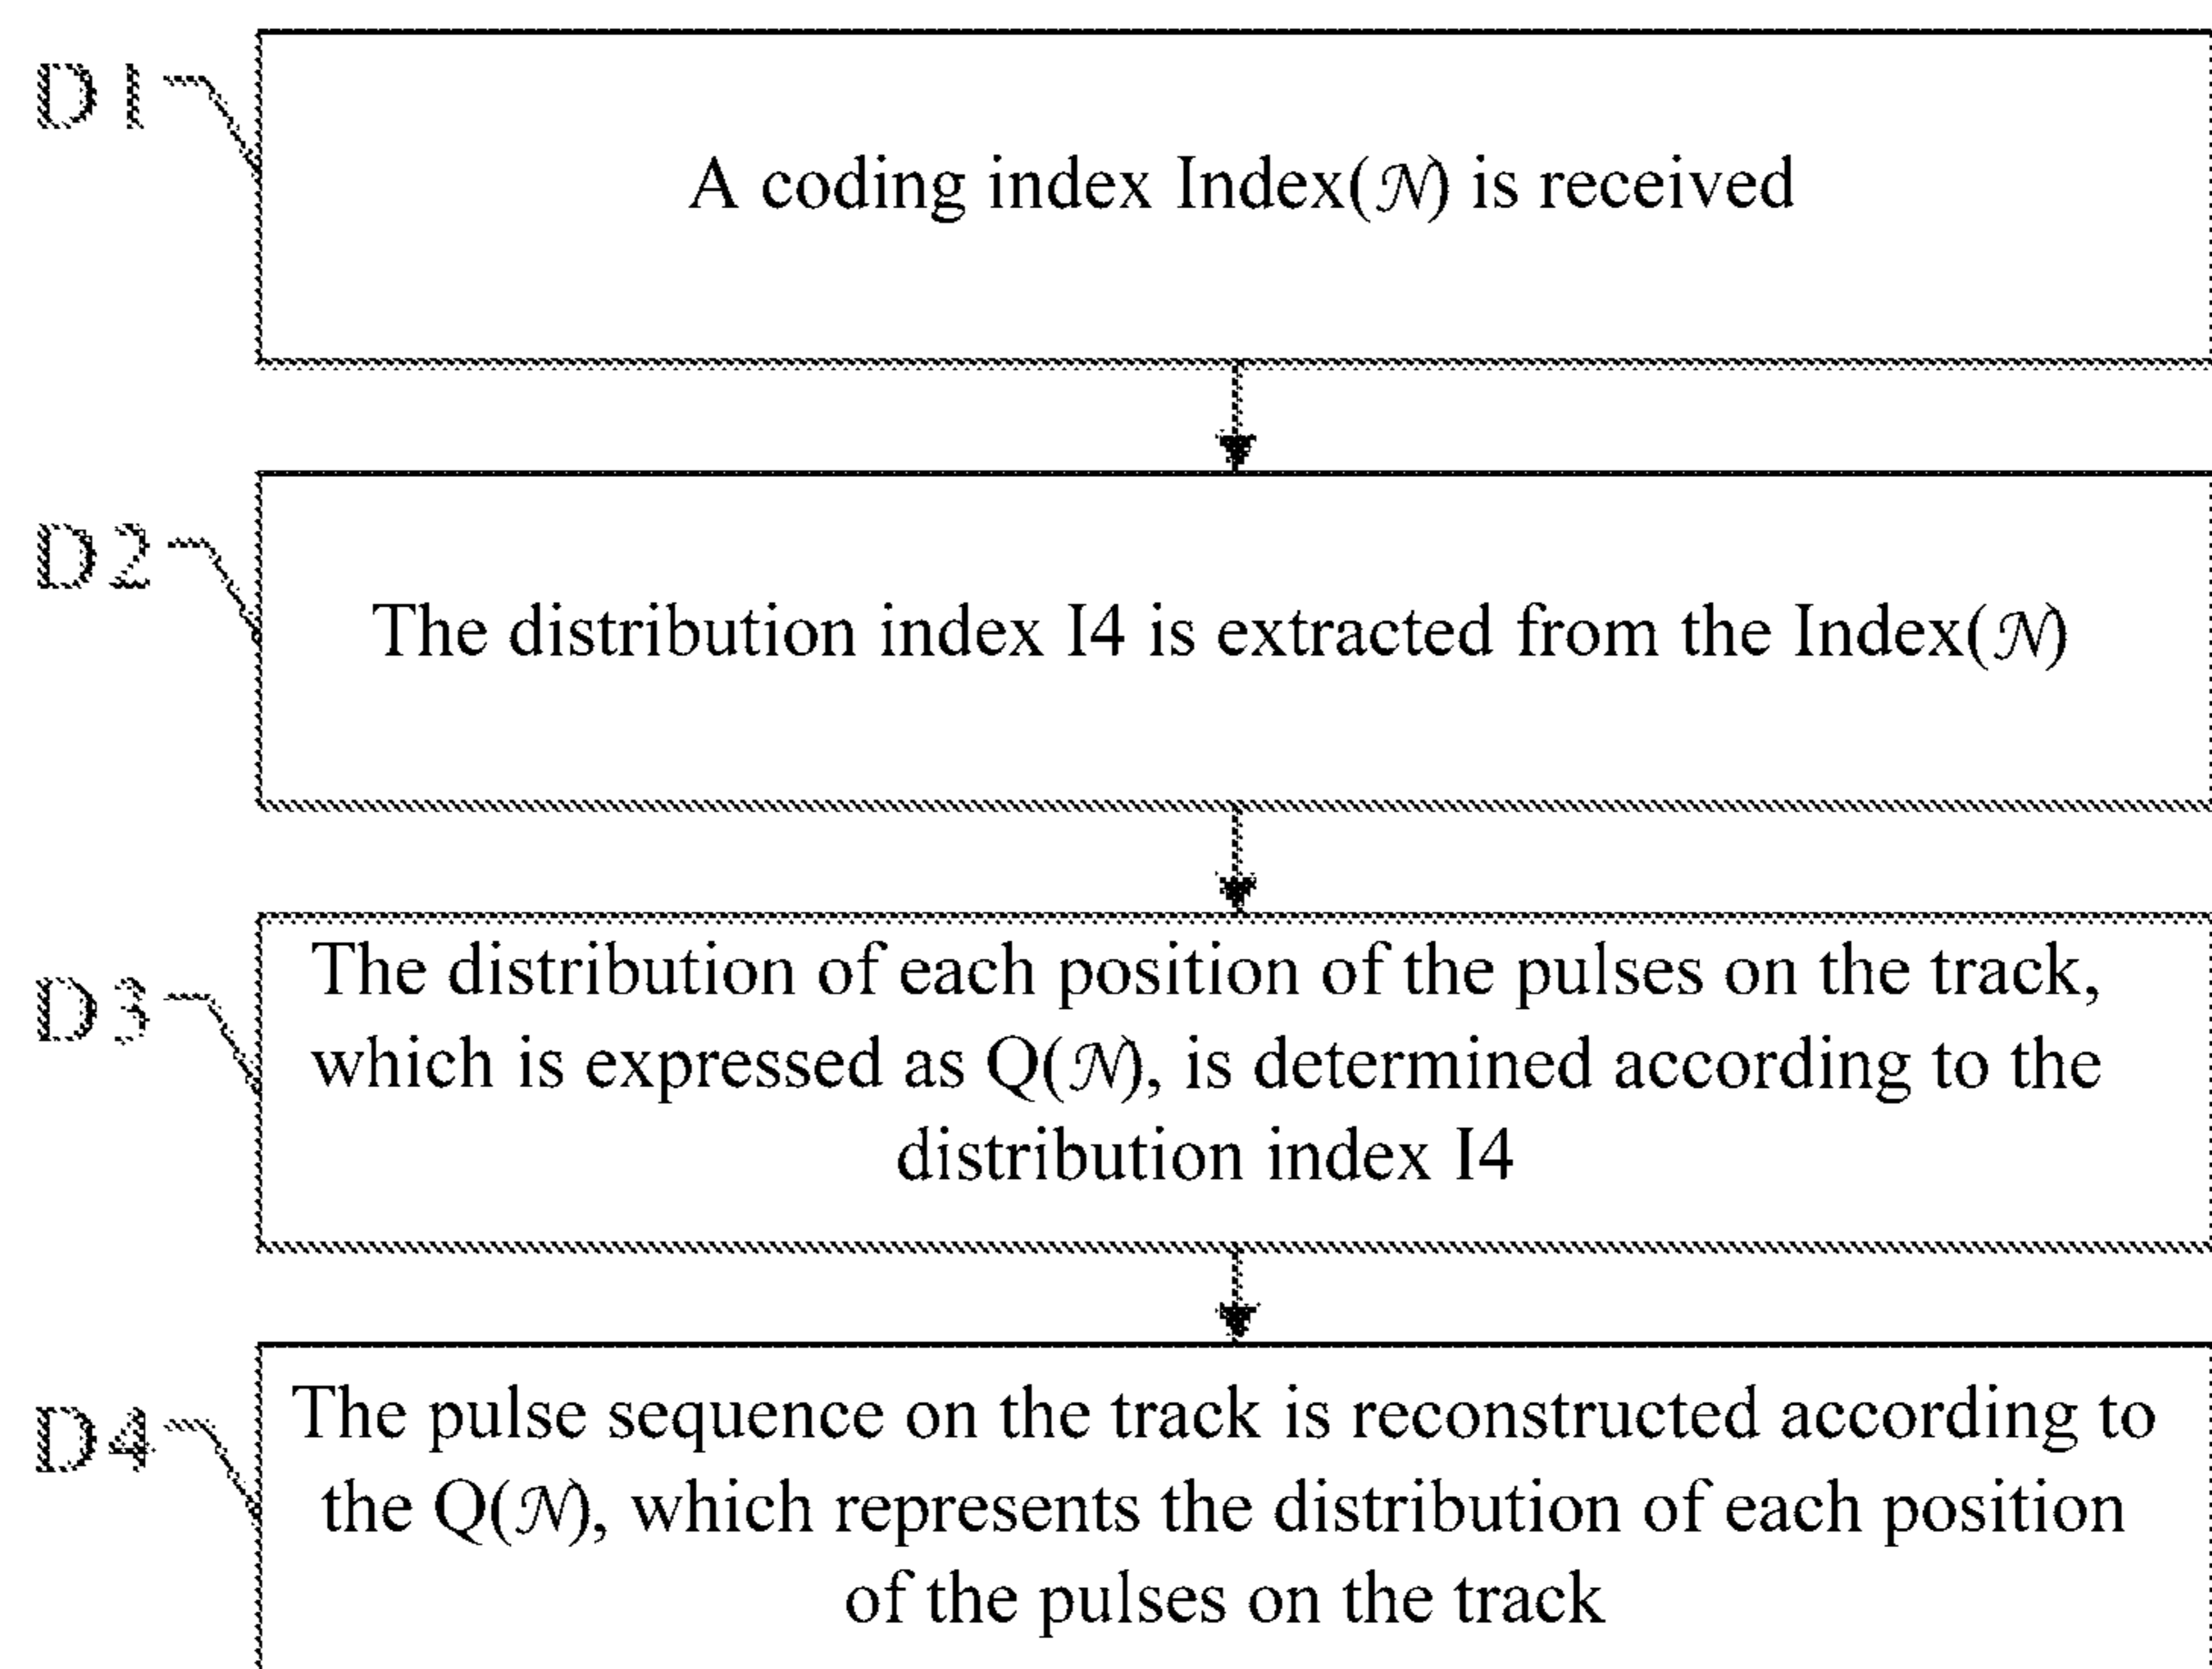 D1
A coding index Index(𝒩) is received
D2
The distribution index I4 is extracted from the Index(𝒩)
D3
The distribution of each position of the pulses on the track,
which is expressed as Q(𝒩), is determined according to the
distribution index I4
D4
The pulse sequence on the track is reconstructed according to
the Q(𝒩), which represents the distribution of each position
of the pulses on the track